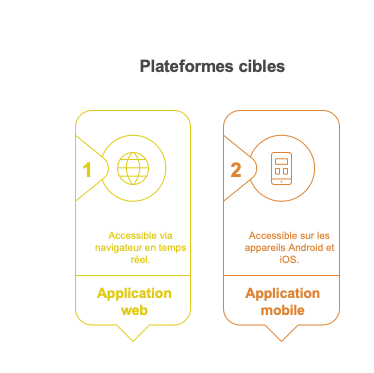 Plateformes cibles
1
Accessible via
navigateur en temps
réel.
Application
web
2
Accessible sur les
appareils Android et
iOS.
Application
mobile